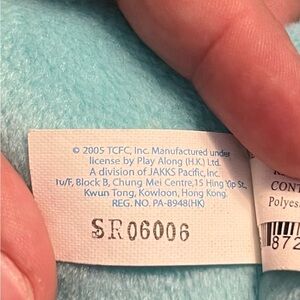 © 2005 TCFC, Inc. Manufactured under
license by Play Along (H.K.) Ltd.
A division of JAKKS Pacific, Inc.
10/F, Block B, Chung Mei Centre, 15 Hing Yip St.,
Kwun Tong, Kowloon, Hong Kong.
REG. NO. PA-8948(HK)
SR06006
CONT
Polyes
872